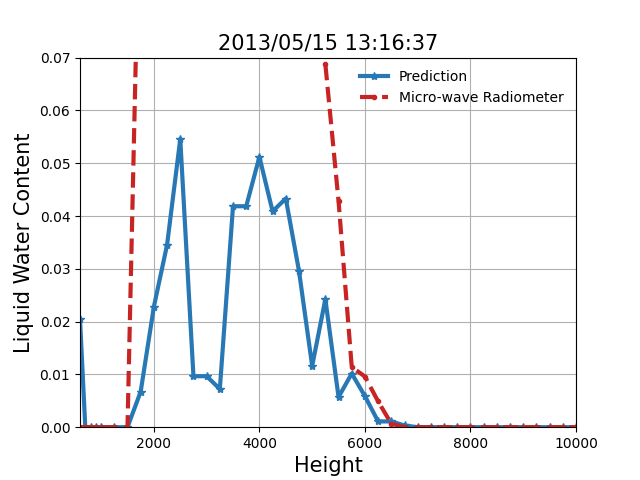 2013/05/15 13:16:37
Prediction
Micro-wave Radiometer
Liquid Water Content
0.07
0.06
0.05
0.04
0.03
0.02
0.01
0.00
2000 4000 6000 8000 10000
Height